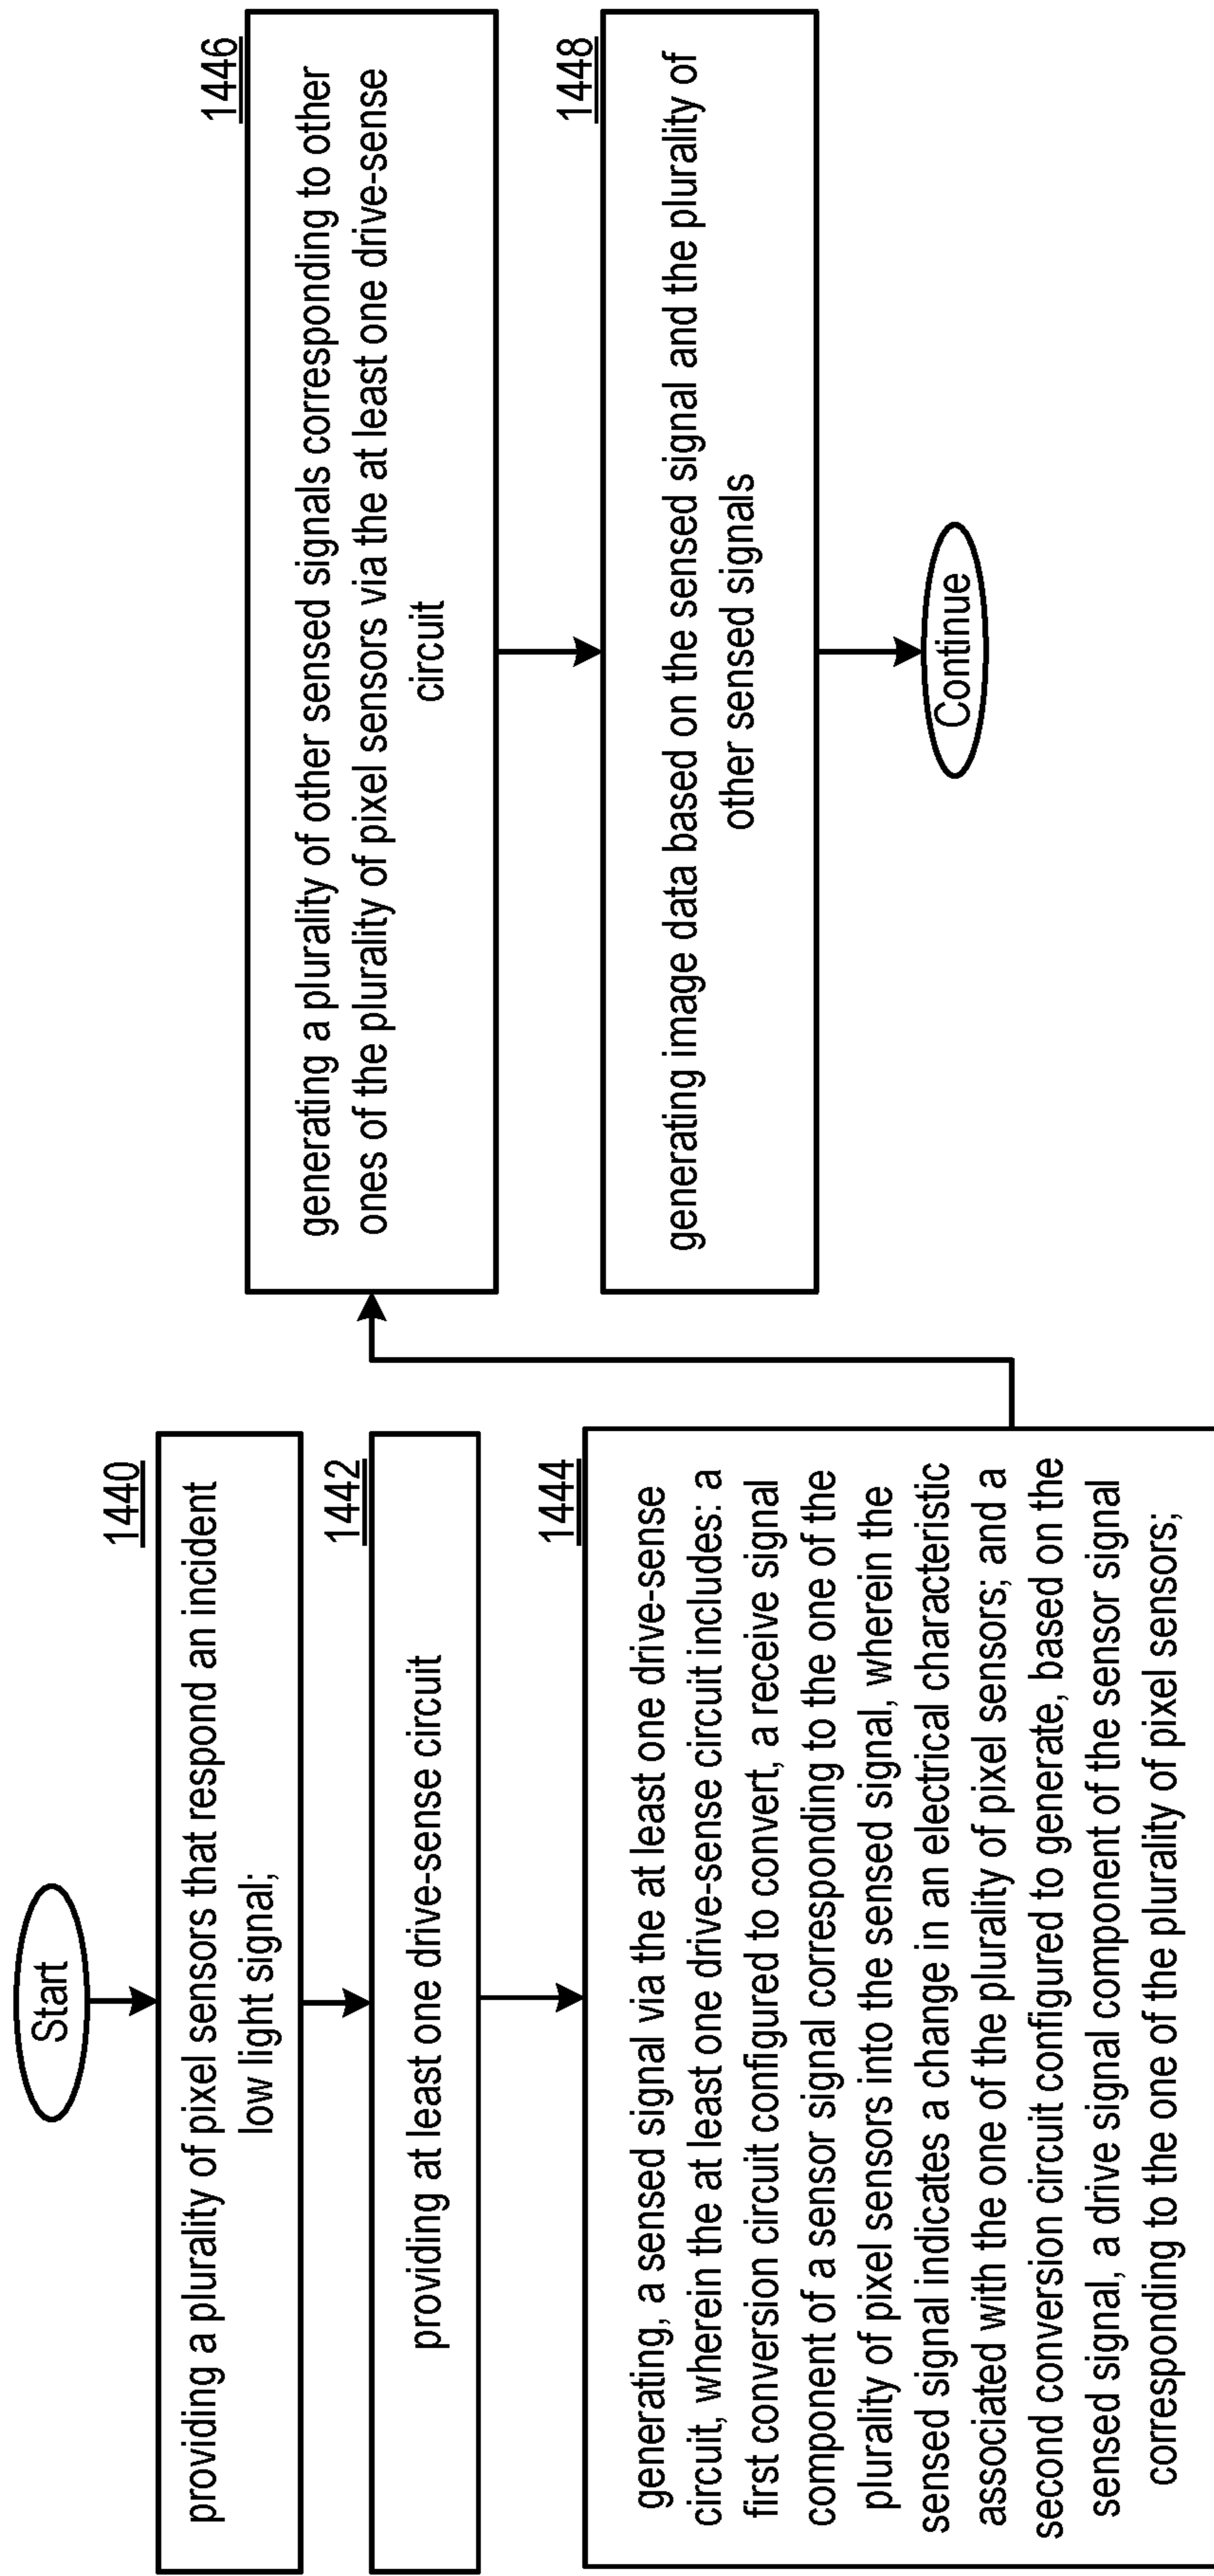 Start
1440
providing a plurality of pixel sensors that respond an incident
low light signal;
1442
providing at least one drive-sense circuit
1444
generating, a sensed signal via the at least one drive-sense
circuit, wherein the at least one drive-sense circuit includes: a
first conversion circuit configured to convert, a receive signal
component of a sensor signal corresponding to the one of the
plurality of pixel sensors into the sensed signal, wherein the
sensed signal indicates a change in an electrical characteristic
associated with the one of the plurality of pixel sensors; and a
second conversion circuit configured to generate, based on the
sensed signal, a drive signal component of the sensor signal
corresponding to the one of the plurality of pixel sensors;
1446
generating a plurality of other sensed signals corresponding to other
ones of the plurality of pixel sensors via the at least one drive-sense
circuit
1448
generating image data based on the sensed signal and the plurality of
other sensed signals
Continue